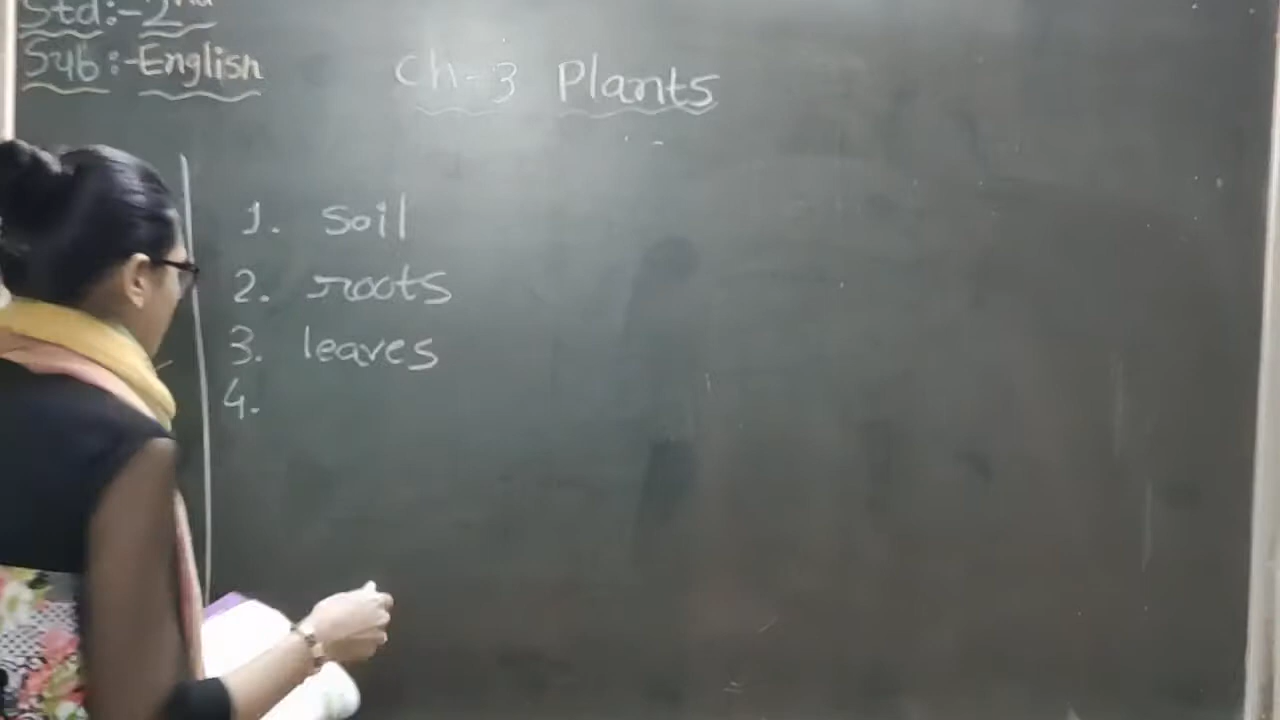 Std:-2nd
Sub:-English
Ch-3 Plants
1. Soil
2. roots
3. leaves
4.